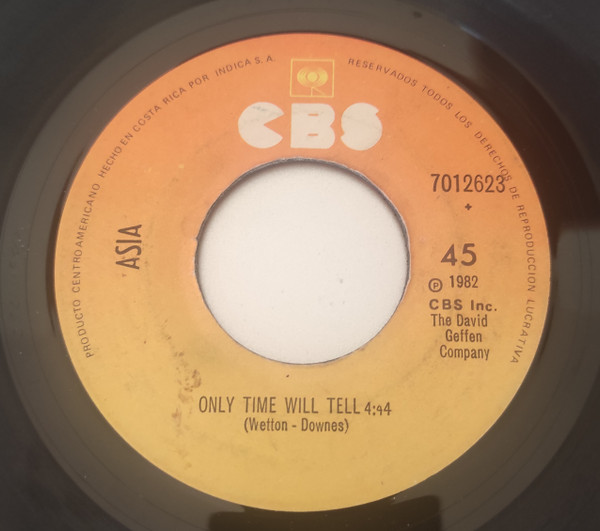 PRODUCTO CENTROAMERICANO HECHO EN COSTA RICA POR INDICA S.A.
RESERVADOS TODOS LOS DERECHOS DE REPRODUCCION LUCRATIVA
CBS
7012623
+
ASIA
45
Ⓟ 1982
CBS Inc.
The David
Geffen
Company
ONLY TIME WILL TELL 4:44
(Wetton - Downes)